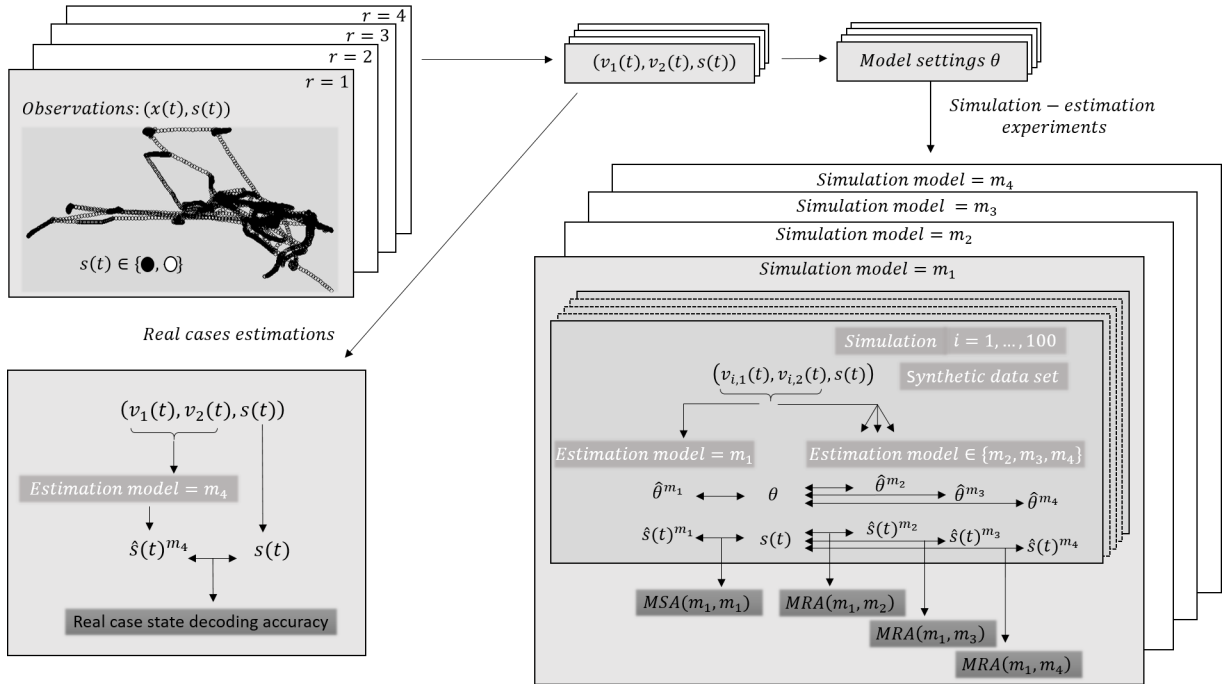 r = 4
r = 3
r = 2
r = 1
Observations: (x(t), s(t))
s(t) ∈ {●, ○}
(v₁(t), v₂(t), s(t))
Model settings θ
Simulation − estimation
experiments
Real cases estimations
(v₁(t), v₂(t), s(t))
Estimation model = m₄
ŝ(t)^m₄ s(t)
Real case state decoding accuracy
Simulation model = m₄
Simulation model = m₃
Simulation model = m₂
Simulation model = m₁
Simulation i = 1, … , 100
Synthetic data set
(vᵢ,₁(t), vᵢ,₂(t), s(t))
Estimation model = m₁ Estimation model ∈ {m₂, m₃, m₄}
θ̂^m₁ θ θ̂^m₂ θ̂^m₃ θ̂^m₄
ŝ(t)^m₁ s(t) ŝ(t)^m₂ ŝ(t)^m₃ ŝ(t)^m₄
MSA(m₁, m₁) MRA(m₁, m₂)
MRA(m₁, m₃)
MRA(m₁, m₄)